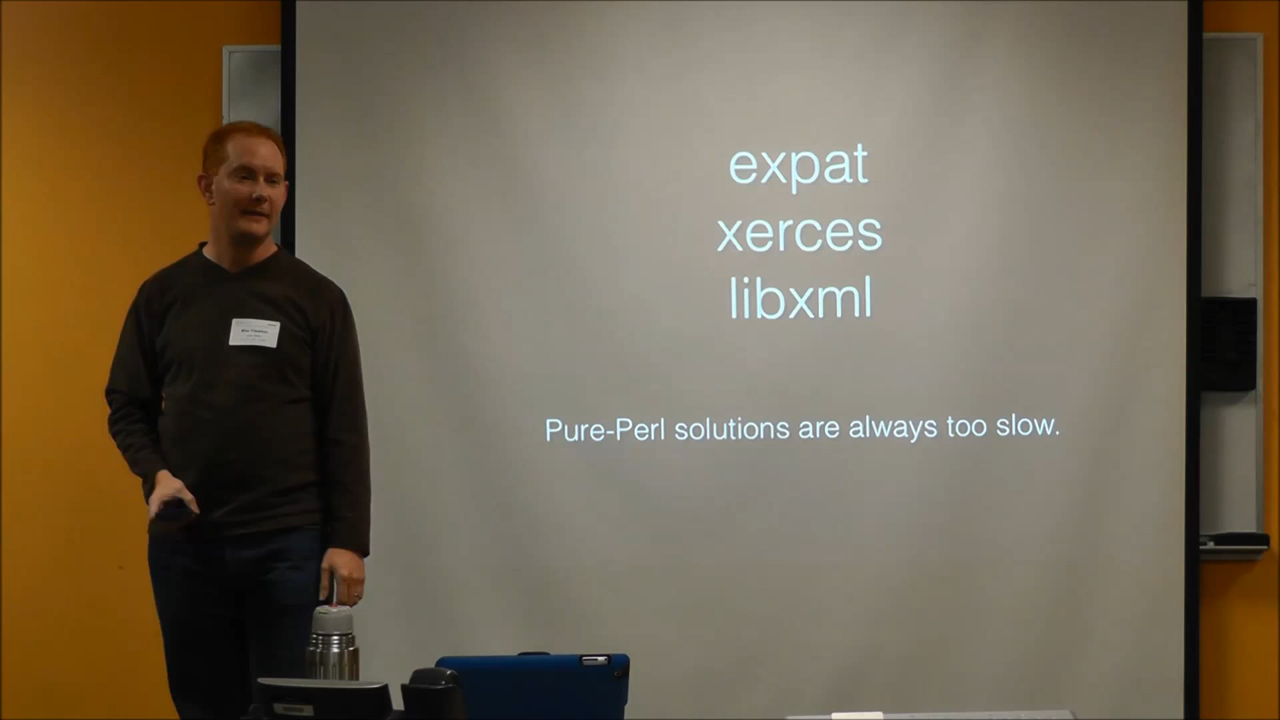 expat
xerces
libxml
Pure-Perl solutions are always too slow.